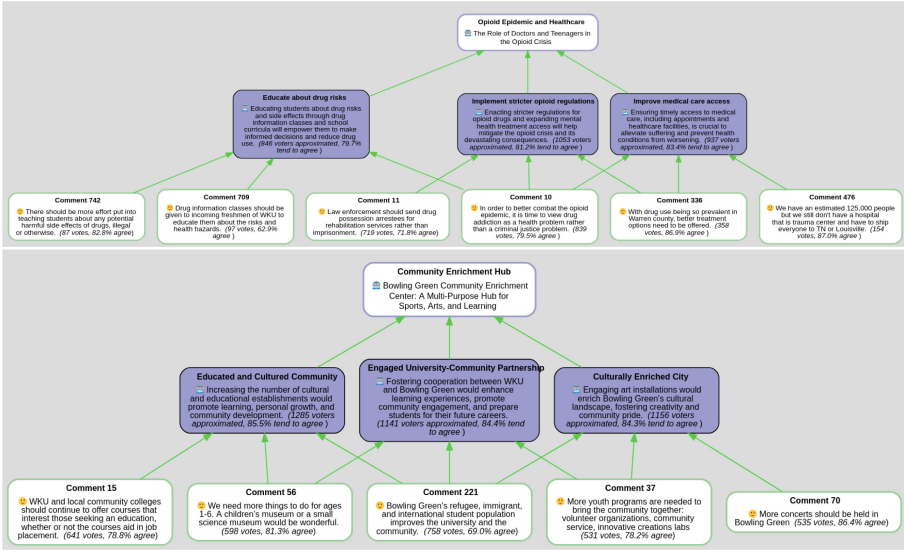 Opioid Epidemic and Healthcare
The Role of Doctors and Teenagers in
the Opioid Crisis
Educate about drug risks
Educating students about drug risks
and side effects through drug
information classes and school
curricula will empower them to make
informed decisions and reduce drug
use. (846 voters approximated, 79.7%
tend to agree )
Implement stricter opioid regulations
Enacting stricter regulations for
opioid drugs and expanding mental
health treatment access will help
mitigate the opioid crisis and its
devastating consequences. (1053 voters
approximated, 81.2% tend to agree )
Improve medical care access
Ensuring timely access to medical
care, including appointments and
healthcare facilities, is crucial to
alleviate suffering and prevent health
conditions from worsening. (937 voters
approximated, 83.4% tend to agree )
Comment 742
There should be more effort put into
teaching students about any potential
harmful side effects of drugs, illegal
or otherwise. (87 votes, 82.8% agree)
Comment 709
Drug information classes should be
given to incoming freshmen of WKU to
educate them about the risks and
health hazards. (97 votes, 62.9%
agree )
Comment 11
Law enforcement should send drug
possession arrestees for
rehabilitation services rather than
imprisonment. (719 votes, 71.8% agree)
Comment 10
In order to better combat the opioid
epidemic, it is time to view drug
addiction as a health problem rather
than a criminal justice problem. (839
votes, 79.5% agree )
Comment 336
With drug use being so prevalent in
Warren county, better treatment
options need to be offered. (358
votes, 86.9% agree )
Comment 476
We have an estimated 125,000 people
but we still don't have a hospital
that is trauma center and have to ship
everyone to TN or Louisville. (154
votes, 87.0% agree )
Community Enrichment Hub
Bowling Green Community Enrichment
Center: A Multi-Purpose Hub for
Sports, Arts, and Learning
Educated and Cultured Community
Increasing the number of cultural
and educational establishments would
promote learning, personal growth, and
community development. (1285 voters
approximated, 85.5% tend to agree )
Engaged University-Community Partnership
Fostering cooperation between WKU
and Bowling Green would enhance
learning experiences, promote
community engagement, and prepare
students for their future careers.
(1141 voters approximated, 84.4% tend
to agree )
Culturally Enriched City
Engaging art installations would
enrich Bowling Green's cultural
landscape, fostering creativity and
community pride. (1156 voters
approximated, 84.3% tend to agree )
Comment 15
WKU and local community colleges
should continue to offer courses that
interest those seeking an education,
whether or not the courses aid in job
placement. (641 votes, 78.8% agree)
Comment 56
We need more things to do for ages
1-6. A children's museum or a small
science museum would be wonderful.
(598 votes, 81.3% agree)
Comment 221
Bowling Green's refugee, immigrant,
and international student population
improves the university and the
community. (758 votes, 69.0% agree)
Comment 37
More youth programs are needed to
bring the community together:
volunteer organizations, community
service, innovative creations labs
(531 votes, 78.2% agree)
Comment 70
More concerts should be held in
Bowling Green (535 votes, 86.4% agree)